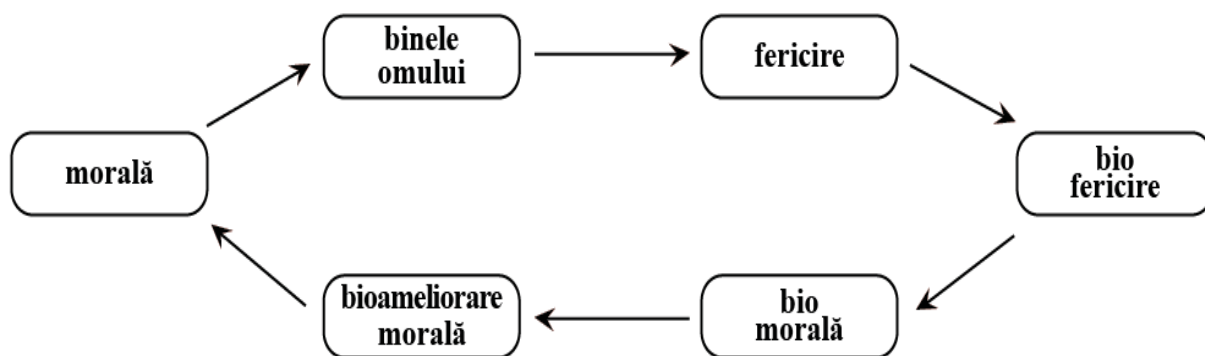 binele
omului
fericire
morală
bio
fericire
bioameliorare
morală
bio
morală